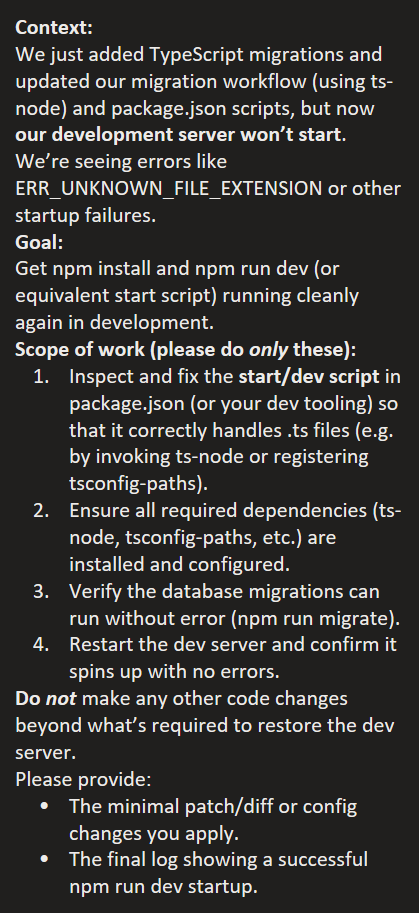 Context:
We just added TypeScript migrations and
updated our migration workflow (using ts-
node) and package.json scripts, but now
our development server won’t start.
We’re seeing errors like
ERR_UNKNOWN_FILE_EXTENSION or other
startup failures.
Goal:
Get npm install and npm run dev (or
equivalent start script) running cleanly
again in development.
Scope of work (please do only these):
1. Inspect and fix the start/dev script in
package.json (or your dev tooling) so
that it correctly handles .ts files (e.g.
by invoking ts-node or registering
tsconfig-paths).
2. Ensure all required dependencies (ts-
node, tsconfig-paths, etc.) are
installed and configured.
3. Verify the database migrations can
run without error (npm run migrate).
4. Restart the dev server and confirm it
spins up with no errors.
Do not make any other code changes
beyond what’s required to restore the dev
server.
Please provide:
• The minimal patch/diff or config
changes you apply.
• The final log showing a successful
npm run dev startup.